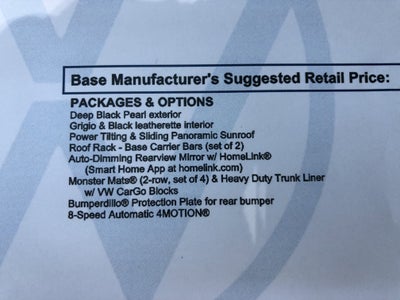 Base Manufacturer's Suggested Retail Price:
PACKAGES & OPTIONS
Deep Black Pearl exterior
Grigio & Black leatherette interior
Power Tilting & Sliding Panoramic Sunroof
Roof Rack - Base Carrier Bars (set of 2)
Auto-Dimming Rearview Mirror w/ HomeLink®
(Smart Home App at homelink.com)
Monster Mats® (2-row, set of 4) & Heavy Duty Trunk Liner
w/ VW CarGo Blocks
Bumperdillo® Protection Plate for rear bumper
8-Speed Automatic 4MOTION®